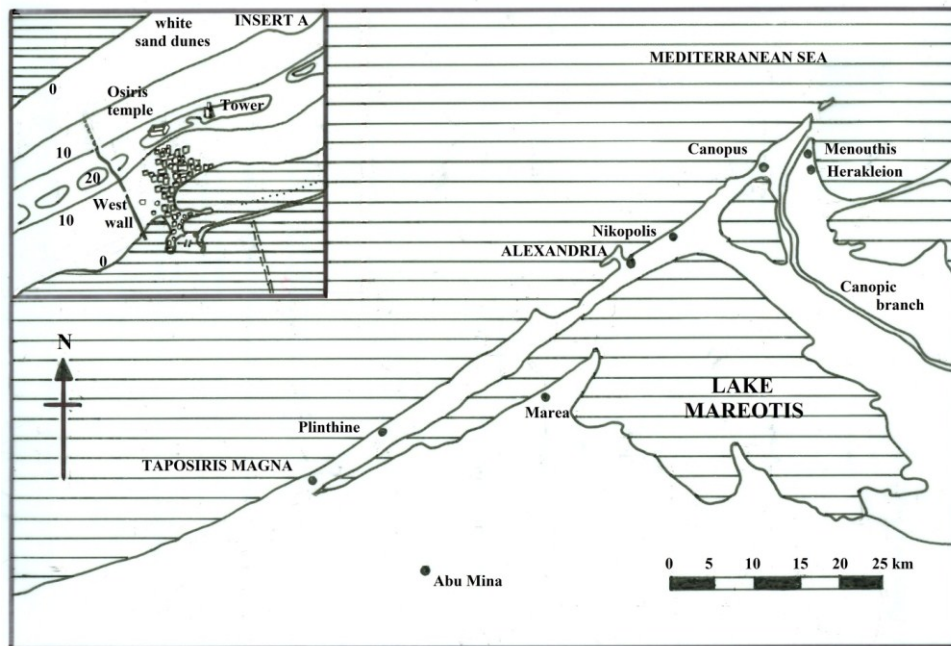 white
sand dunes
INSERT A
0
Osiris
temple
Tower
10
20
10
West
wall
0
MEDITERRANEAN SEA
Canopus
Menouthis
Herakleion
Nikopolis
ALEXANDRIA
Canopic
branch
N
LAKE
MAREOTIS
Plinthine
Marea
TAPOSIRIS MAGNA
0 5 10 15 20 25 km
Abu Mina